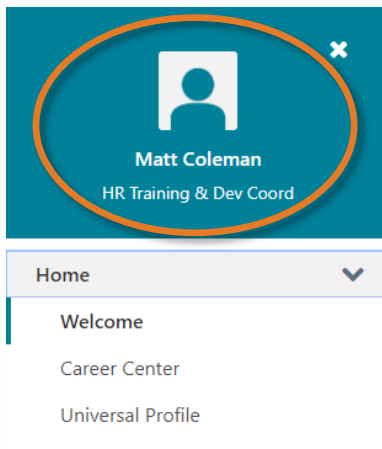 Matt Coleman
HR Training & Dev Coord
Home
Welcome
Career Center
Universal Profile